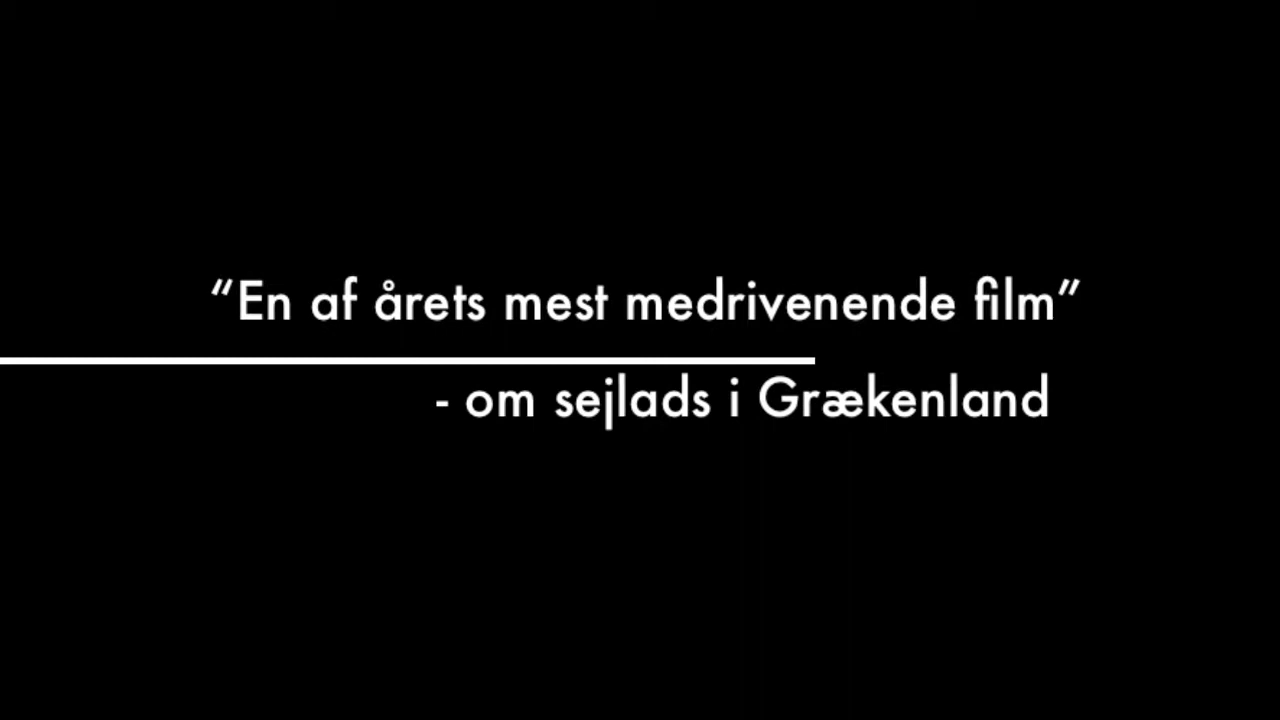 “En af årets mest medrivenende film”
- om sejlads i Grækenland